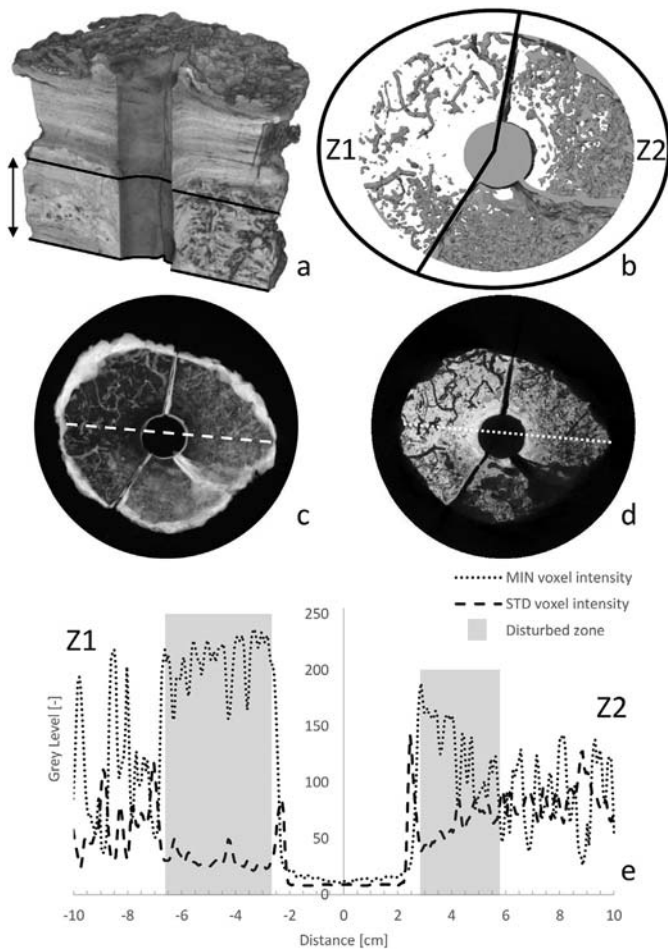 a
Z1
Z2
b
c
d
MIN voxel intensity
STD voxel intensity
Disturbed zone
Z1
Z2
Grey Level [-]
250
200
150
100
50
0
-10 -8 -6 -4 -2 0 2 4 6 8 10
Distance [cm]
e